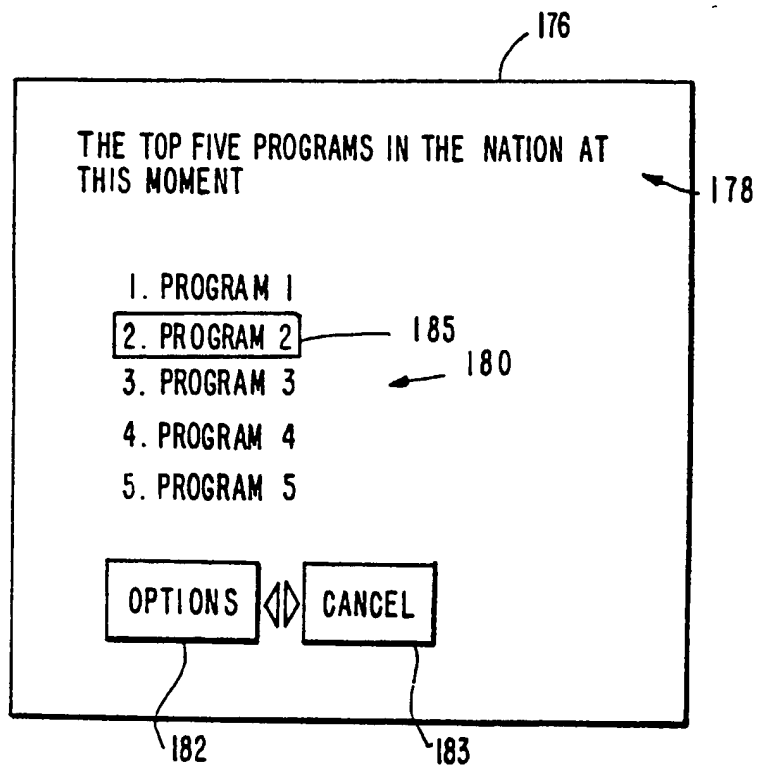 176
THE TOP FIVE PROGRAMS IN THE NATION AT
THIS MOMENT
178
1. PROGRAM 1
2. PROGRAM 2
185
3. PROGRAM 3
180
4. PROGRAM 4
5. PROGRAM 5
OPTIONS
CANCEL
182
183